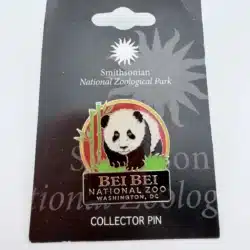 Smithsonian
National Zoological Park
BEI BEI
NATIONAL ZOO
WASHINGTON, DC
COLLECTOR PIN